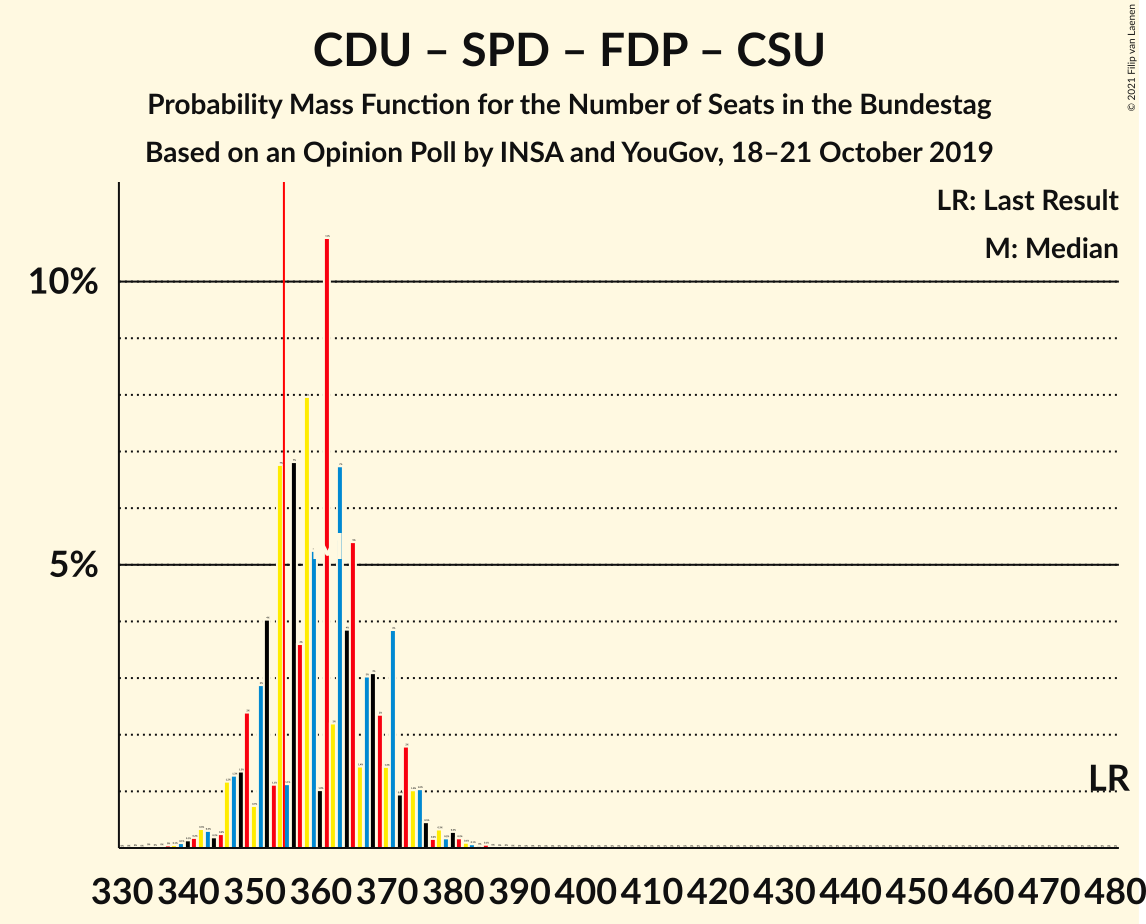 CDU – SPD – FDP – CSU
Probability Mass Function for the Number of Seats in the Bundestag
Based on an Opinion Poll by INSA and YouGov, 18–21 October 2019
© 2021 Filip van Laenen
LR: Last Result
M: Median
10%
5%
LR
330 340 350 360 370 380 390 400 410 420 430 440 450 460 470 480